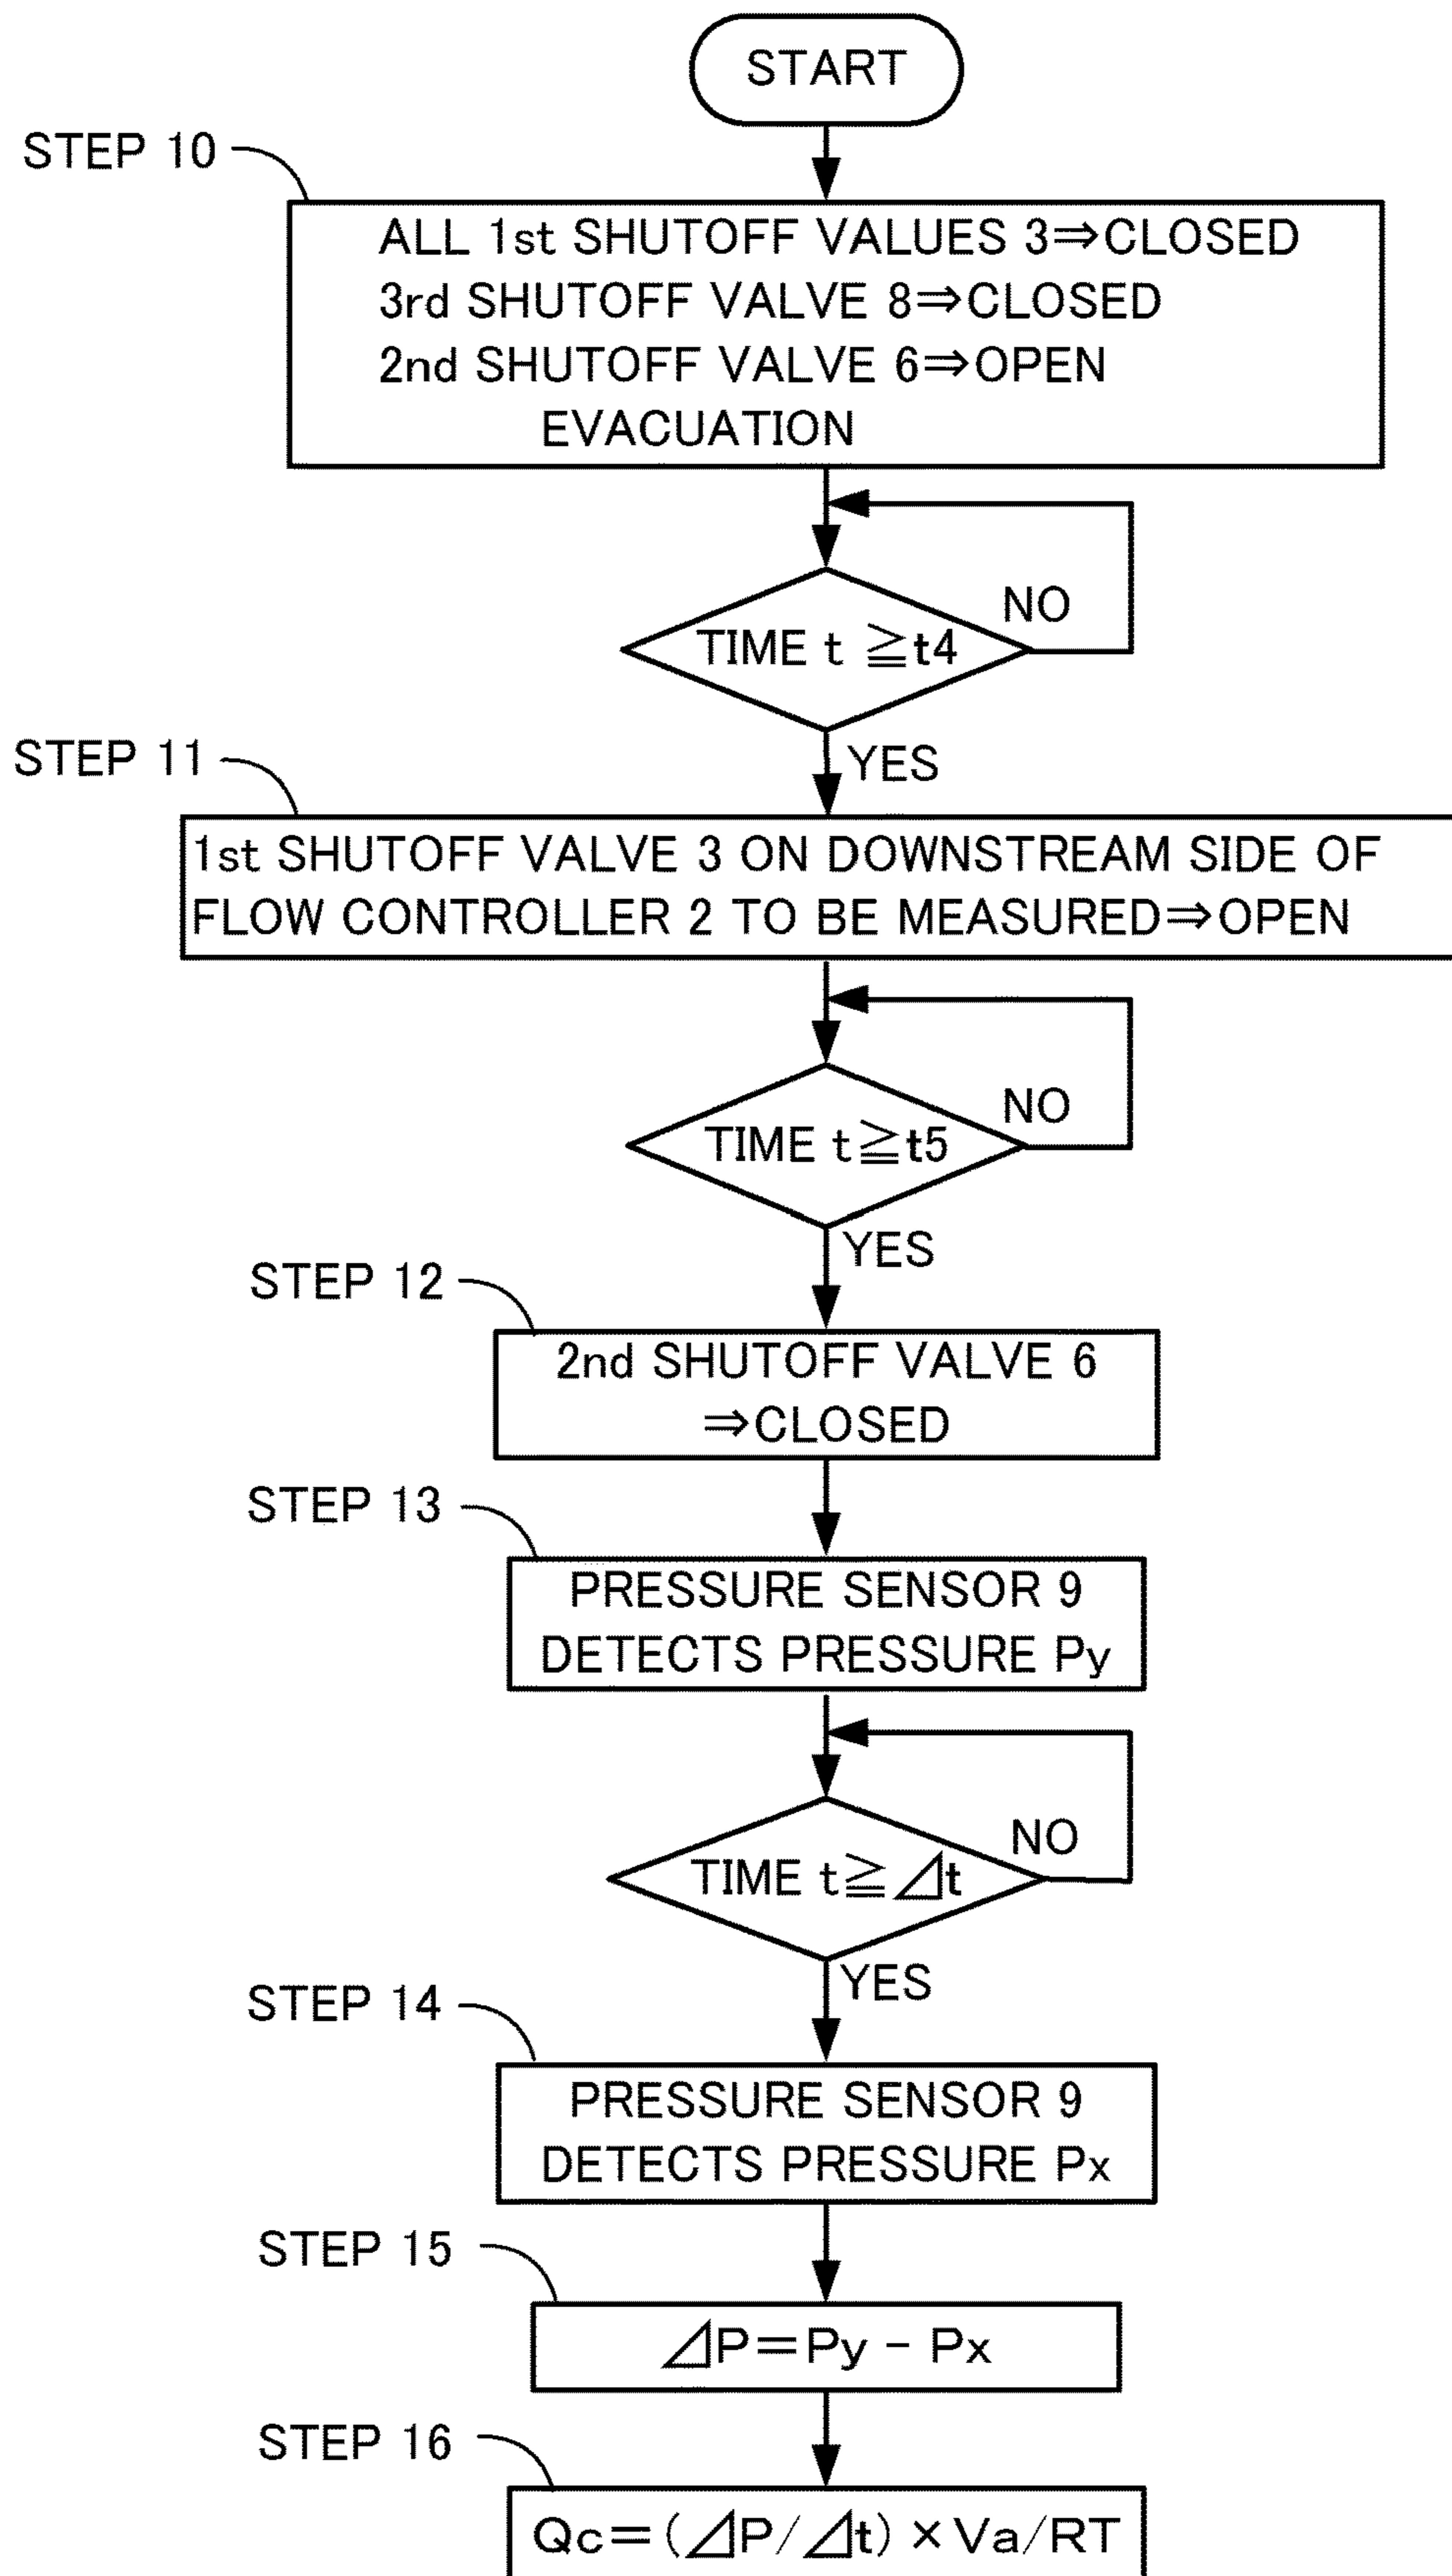 START
STEP 10
ALL 1st SHUTOFF VALUES 3⇒CLOSED
3rd SHUTOFF VALVE 8⇒CLOSED
2nd SHUTOFF VALVE 6⇒OPEN
EVACUATION
NO
TIME t ≧t4
YES
STEP 11
1st SHUTOFF VALVE 3 ON DOWNSTREAM SIDE OF
FLOW CONTROLLER 2 TO BE MEASURED⇒OPEN
NO
TIME t≧t5
YES
STEP 12
2nd SHUTOFF VALVE 6
⇒CLOSED
STEP 13
PRESSURE SENSOR 9
DETECTS PRESSURE Py
NO
TIME t≧⊿t
YES
STEP 14
PRESSURE SENSOR 9
DETECTS PRESSURE Px
STEP 15
⊿P=Py - Px
STEP 16
Qc=(⊿P/⊿t)×Va/RT